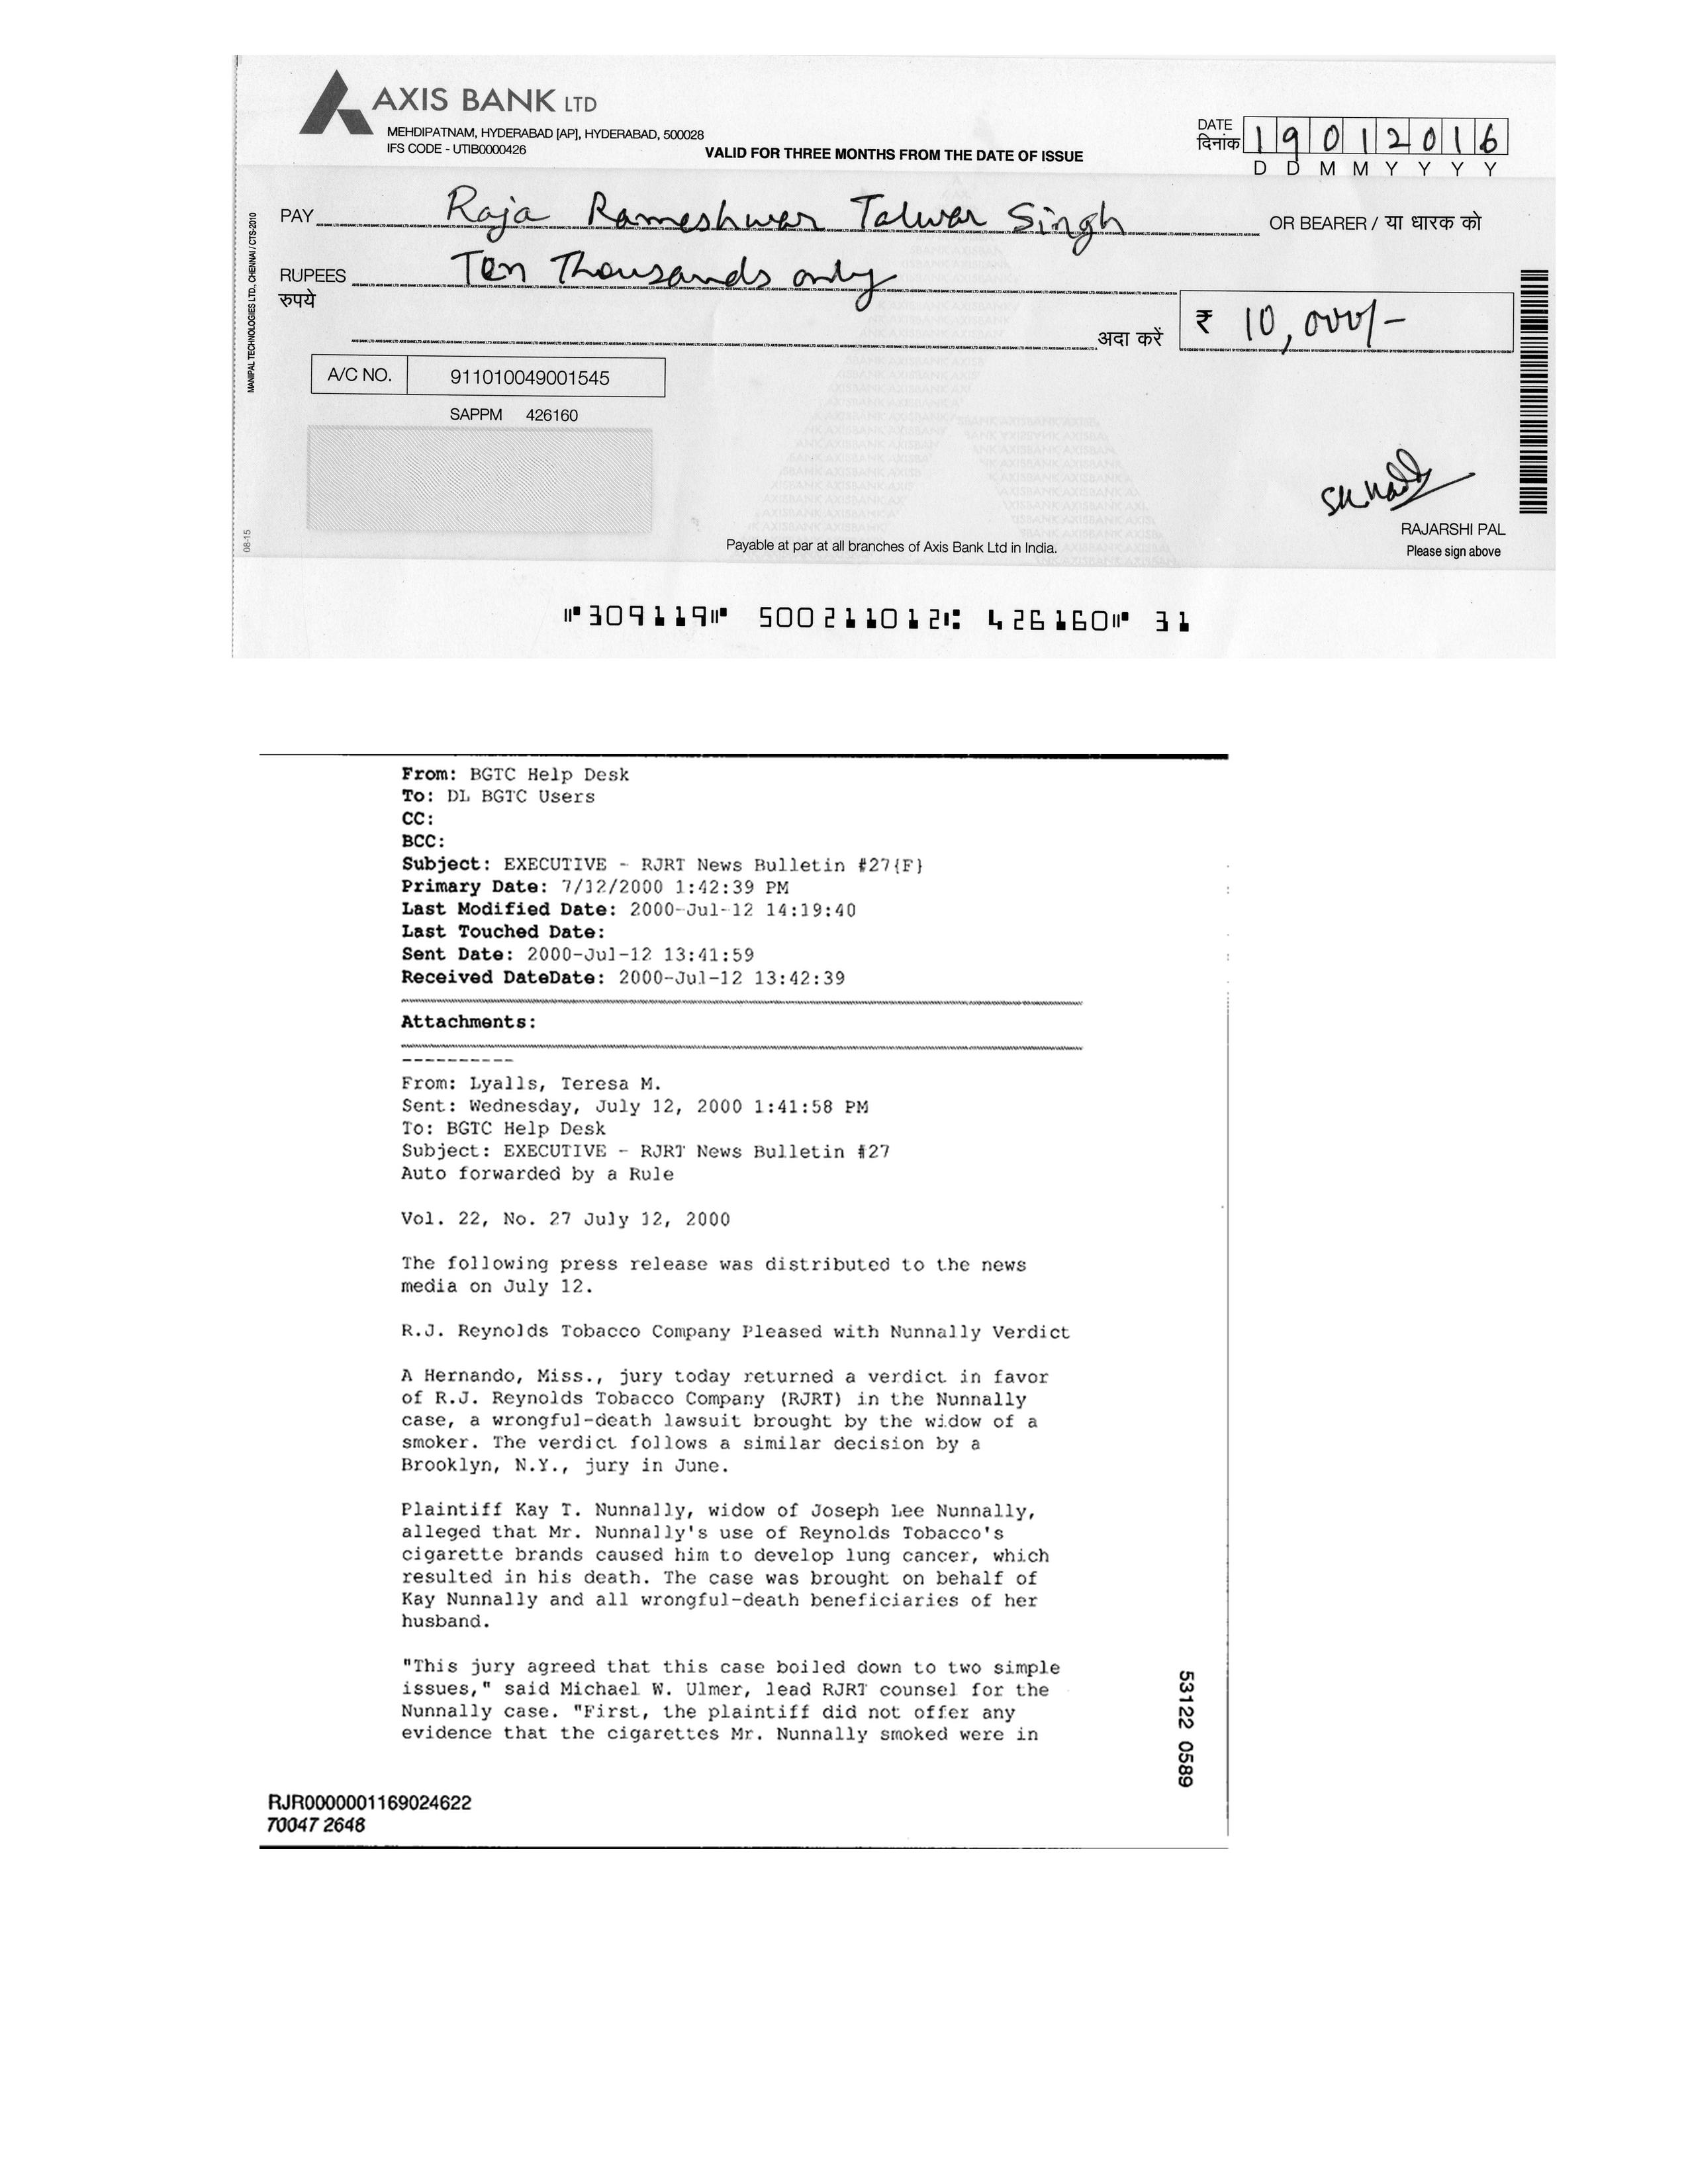 AXIS BANK LTD
MEHDIPATNAM, HYDERABAD [AP], HYDERABAD, 500028
IFS CODE - UTIB0000426
VALID FOR THREE MONTHS FROM THE DATE OF ISSUE
DATE
दिनांक
19012016
D D M M Y Y Y Y
PAY Raja Rameshwar Talwar Singh OR BEARER / या धारक को
RUPEES Ten Thousands only
रुपये
अदा करें ₹ 10,000/-
A/C NO. 911010049001545
SAPPM 426160
MANIPAL TECHNOLOGIES LTD., CHENNAI / CTS-2010
08-15
RAJARSHI PAL
Please sign above
Payable at par at all branches of Axis Bank Ltd in India.
⑈309119⑈ 500211012⑆ 426160⑈ 31
From: BGTC Help Desk
To: DL BGTC Users
CC:
BCC:
Subject: EXECUTIVE - RJRT News Bulletin #27{F}
Primary Date: 7/12/2000 1:42:39 PM
Last Modified Date: 2000-Jul-12 14:19:40
Last Touched Date:
Sent Date: 2000-Jul-12 13:41:59
Received DateDate: 2000-Jul-12 13:42:39
Attachments:
----------
From: Lyalls, Teresa M.
Sent: Wednesday, July 12, 2000 1:41:58 PM
To: BGTC Help Desk
Subject: EXECUTIVE - RJRT News Bulletin #27
Auto forwarded by a Rule
Vol. 22, No. 27 July 12, 2000
The following press release was distributed to the news
media on July 12.
R.J. Reynolds Tobacco Company Pleased with Nunnally Verdict
A Hernando, Miss., jury today returned a verdict in favor
of R.J. Reynolds Tobacco Company (RJRT) in the Nunnally
case, a wrongful-death lawsuit brought by the widow of a
smoker. The verdict follows a similar decision by a
Brooklyn, N.Y., jury in June.
Plaintiff Kay T. Nunnally, widow of Joseph Lee Nunnally,
alleged that Mr. Nunnally's use of Reynolds Tobacco's
cigarette brands caused him to develop lung cancer, which
resulted in his death. The case was brought on behalf of
Kay Nunnally and all wrongful-death beneficiaries of her
husband.
"This jury agreed that this case boiled down to two simple
issues," said Michael W. Ulmer, lead RJRT counsel for the
Nunnally case. "First, the plaintiff did not offer any
evidence that the cigarettes Mr. Nunnally smoked were in
53122 0589
RJR0000001169024622
70047 2648